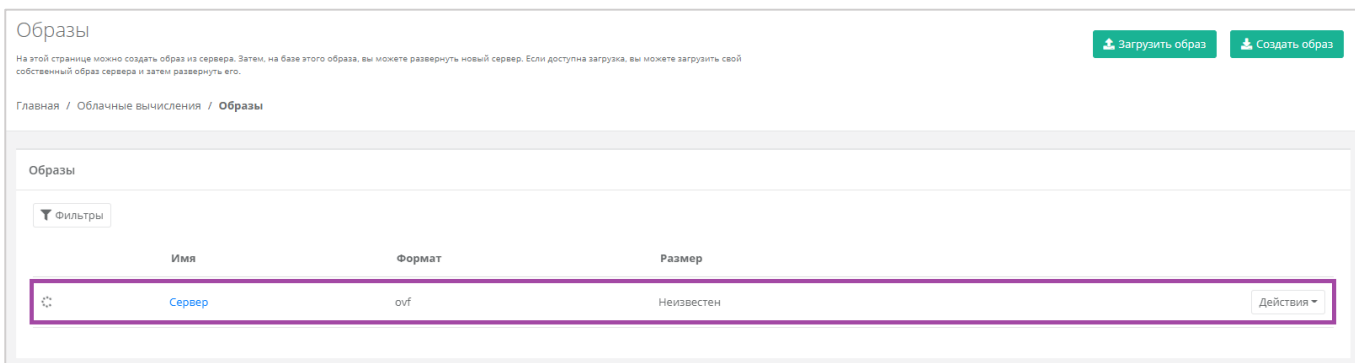 Образы
Загрузить образ
Создать образ
На этой странице можно создать образ из сервера. Затем, на базе этого образа, вы можете развернуть новый сервер. Если доступна загрузка, вы можете загрузить свой
собственный образ сервера и затем развернуть его.
Главная / Облачные вычисления / Образы
Образы
Фильтры
Имя Формат Размер
Сервер ovf Неизвестен Действия